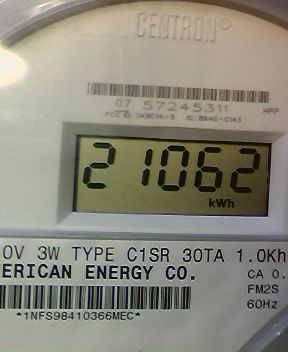 CENTRON®
07 57245311
21062
kWh
0V 3W TYPE C1SR 30TA 1.0Kh
ERICAN ENERGY CO.
CA 0.
FM2S
60Hz
*1NFS98410366MEC*